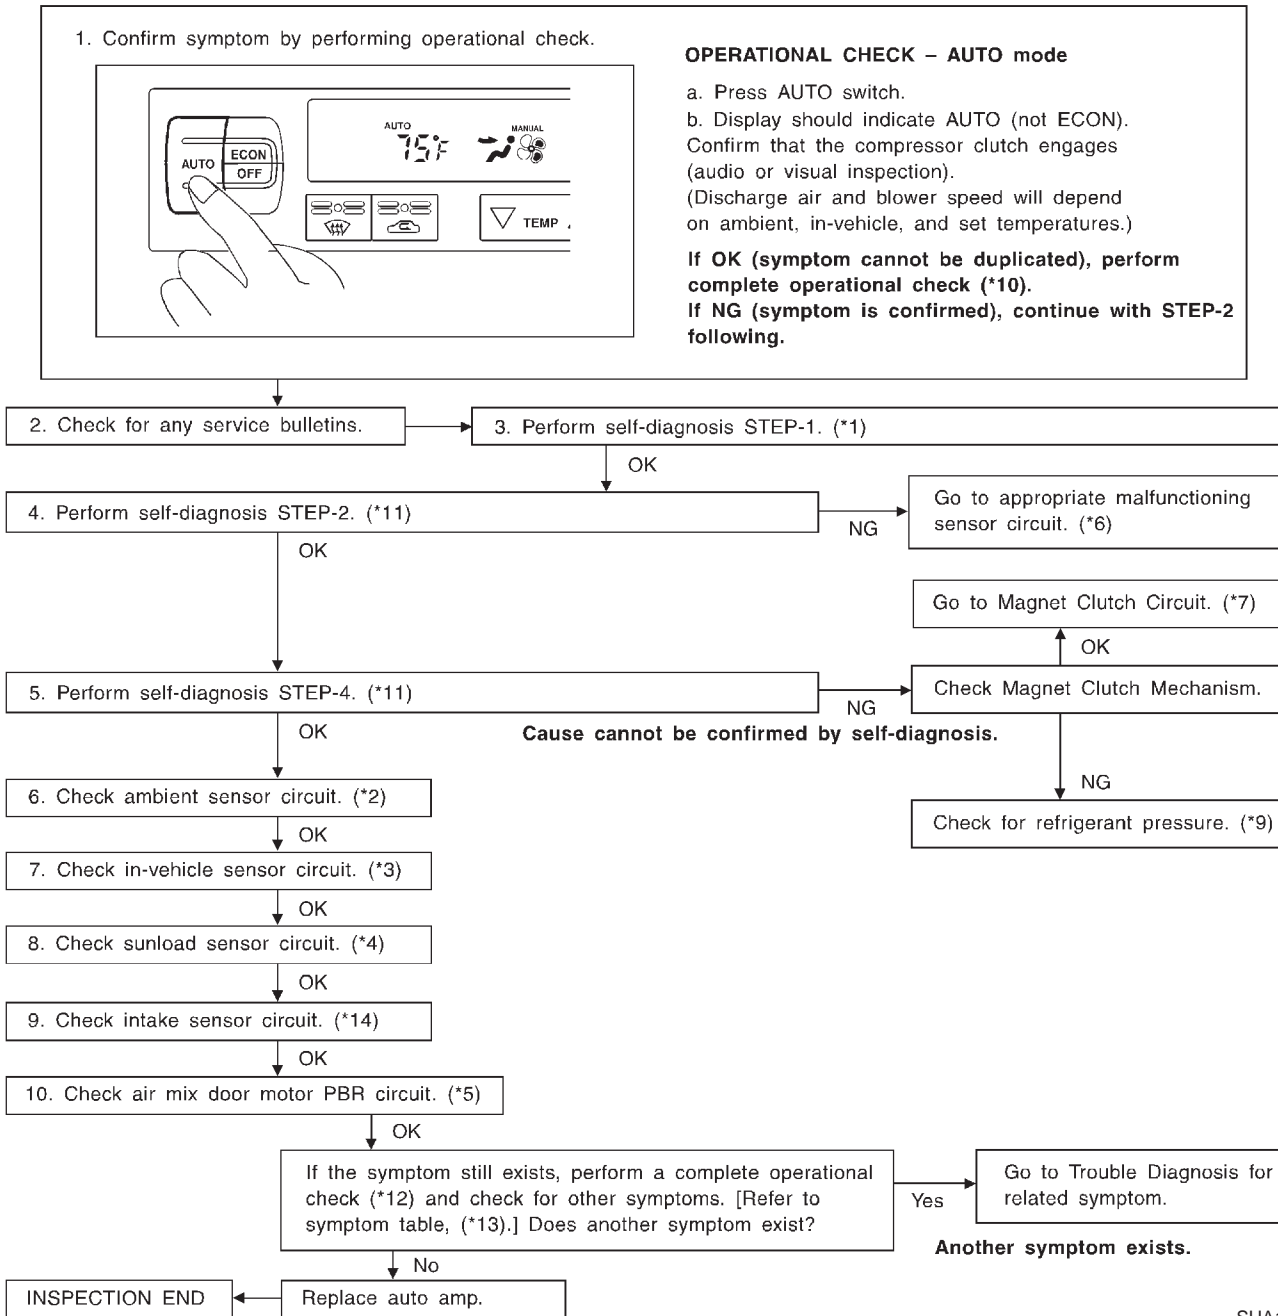 1. Confirm symptom by performing operational check.
AUTO
ECON
OFF
AUTO
75°F
MANUAL
TEMP
OPERATIONAL CHECK – AUTO mode
a. Press AUTO switch.
b. Display should indicate AUTO (not ECON).
Confirm that the compressor clutch engages
(audio or visual inspection).
(Discharge air and blower speed will depend
on ambient, in-vehicle, and set temperatures.)
If OK (symptom cannot be duplicated), perform
complete operational check (*10).
If NG (symptom is confirmed), continue with STEP-2
following.
2. Check for any service bulletins.
3. Perform self-diagnosis STEP-1. (*1)
OK
4. Perform self-diagnosis STEP-2. (*11)
NG
Go to appropriate malfunctioning
sensor circuit. (*6)
OK
Go to Magnet Clutch Circuit. (*7)
OK
5. Perform self-diagnosis STEP-4. (*11)
NG
Check Magnet Clutch Mechanism.
Cause cannot be confirmed by self-diagnosis.
OK
NG
Check for refrigerant pressure. (*9)
6. Check ambient sensor circuit. (*2)
OK
7. Check in-vehicle sensor circuit. (*3)
OK
8. Check sunload sensor circuit. (*4)
OK
9. Check intake sensor circuit. (*14)
OK
10. Check air mix door motor PBR circuit. (*5)
OK
If the symptom still exists, perform a complete operational
check (*12) and check for other symptoms. [Refer to
symptom table, (*13).] Does another symptom exist?
Yes
Go to Trouble Diagnosis for
related symptom.
Another symptom exists.
No
Replace auto amp.
INSPECTION END